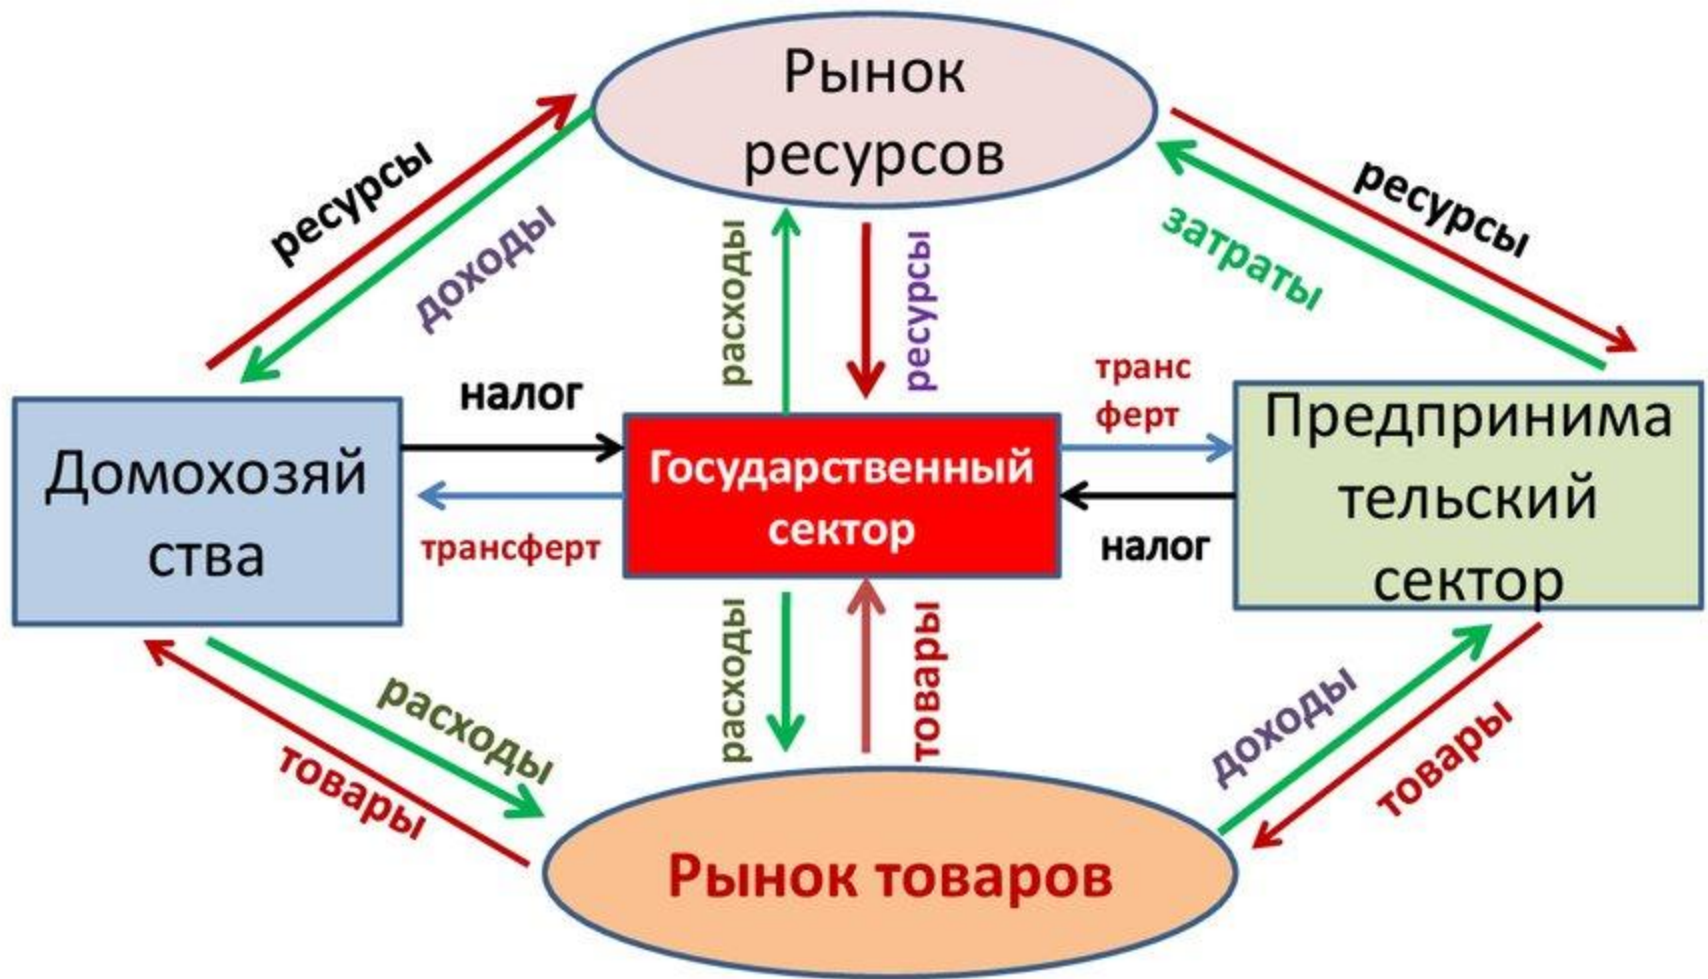 Рынок
ресурсов
ресурсы
доходы
расходы
ресурсы
ресурсы
затраты
налог
транс
ферт
Домохозяй
ства
Государственный
сектор
Предпринима
тельский
сектор
трансферт
налог
расходы
товары
расходы
товары
доходы
товары
Рынок товаров